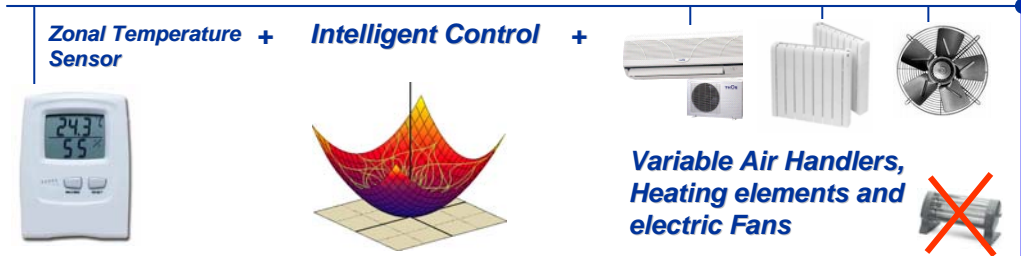 Zonal Temperature
Sensor
+
Intelligent Control
+
24.3 °C
55 %
Variable Air Handlers,
Heating elements and
electric Fans